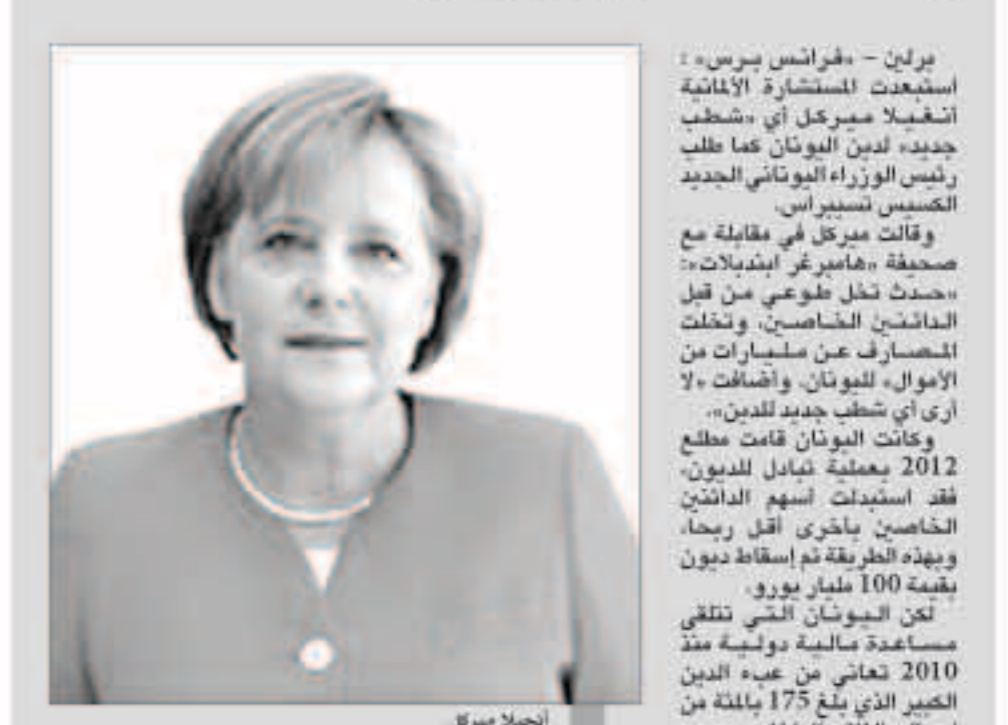 برلين – «فرانس برس» :
استبعدت المستشارة الألمانية
أنغيلا ميركل أي «شطب
جديد» لدين اليونان كما طلب
رئيس الوزراء اليوناني الجديد
الكسيس تسيبراس.
وقالت ميركل في مقابلة مع
صحيفة «هامبرغر ابندبلات»:
«حدث تخل طوعي من قبل
الدائنين الخاصين، وتخلت
المصارف عن مليارات من
الأموال» لليونان. وأضافت «لا
أرى أي شطب جديد للدين».
وكانت اليونان قامت مطلع
2012 بعملية تبادل للديون،
فقد استبدلت أسهم الدائنين
الخاصين بأخرى أقل ربحا،
وبهذه الطريقة تم إسقاط ديون
بقيمة 100 مليار يورو.
لكن اليونان التي تتلقى
مساعدة مالية دولية منذ
2010 تعاني من عبء الدين
الكبير الذي بلغ 175 بالمئة من
أنجيلا ميركل